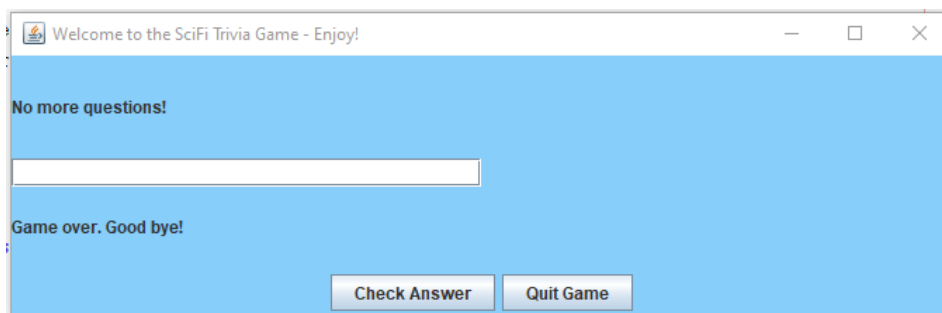 Welcome to the SciFi Trivia Game - Enjoy!
No more questions!
Game over. Good bye!
Check Answer Quit Game